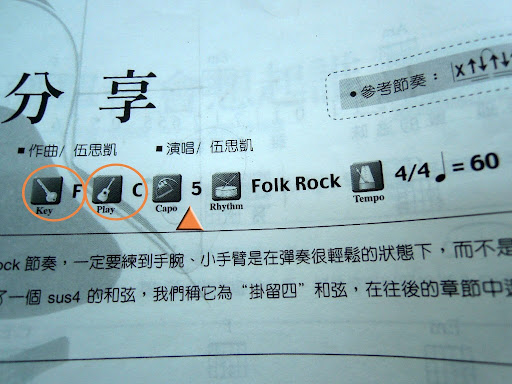 分 享
•參考節奏：
■作曲/ 伍思凱 ■演唱/ 伍思凱
Key F Play C Capo 5 Rhythm Folk Rock Tempo 4/4 ♩= 60
ock 節奏，一定要練到手腕、小手臂是在彈奏很輕鬆的狀態下，而不是
了一個 sus4 的和弦，我們稱它為“掛留四”和弦，在往後的章節中